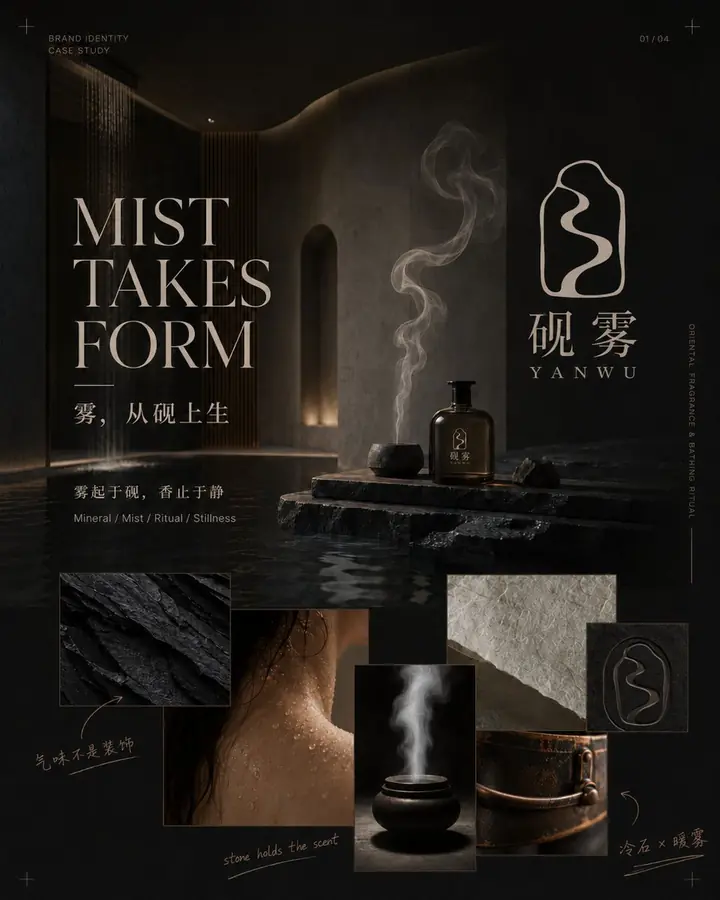 BRAND IDENTITY
CASE STUDY
01 / 04
MIST
TAKES
FORM
雾，从砚上生
雾起于砚，香止于静
Mineral / Mist / Ritual / Stillness
砚雾
YANWU
砚雾
YANWU
ORIENTAL FRAGRANCE & BATHING RITUAL
气味不是装饰
stone holds the scent
冷石 × 暖雾